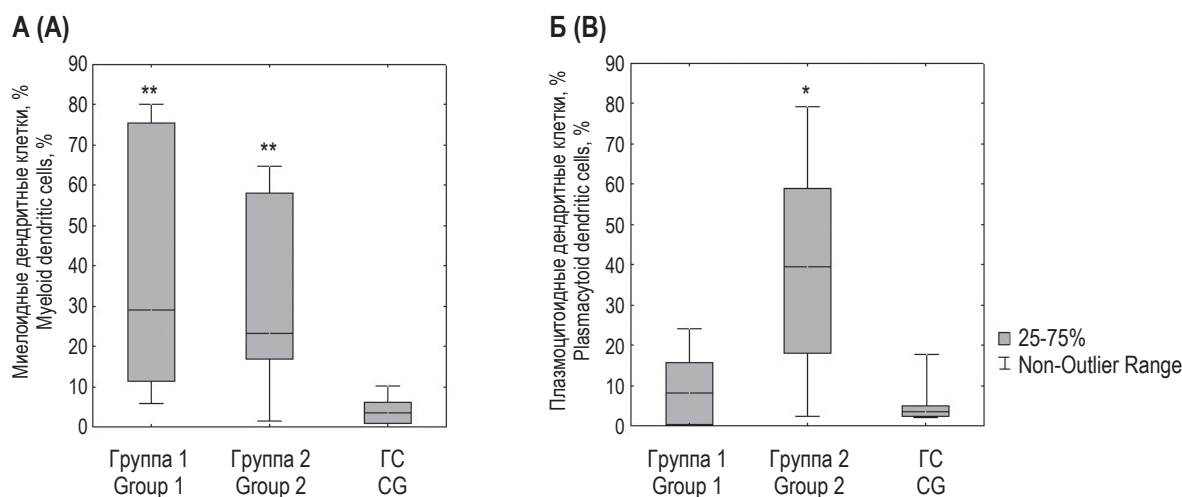 А (A)
Миелоидные дендритные клетки, %
Myeloid dendritic cells, %
90
80
70
60
50
40
30
20
10
0
**
**
Группа 1
Group 1
Группа 2
Group 2
ГС
CG
Б (B)
Плазмоцитоидные дендритные клетки, %
Plasmacytoid dendritic cells, %
90
80
70
60
50
40
30
20
10
0
*
Группа 1
Group 1
Группа 2
Group 2
ГС
CG
25-75%
Non-Outlier Range